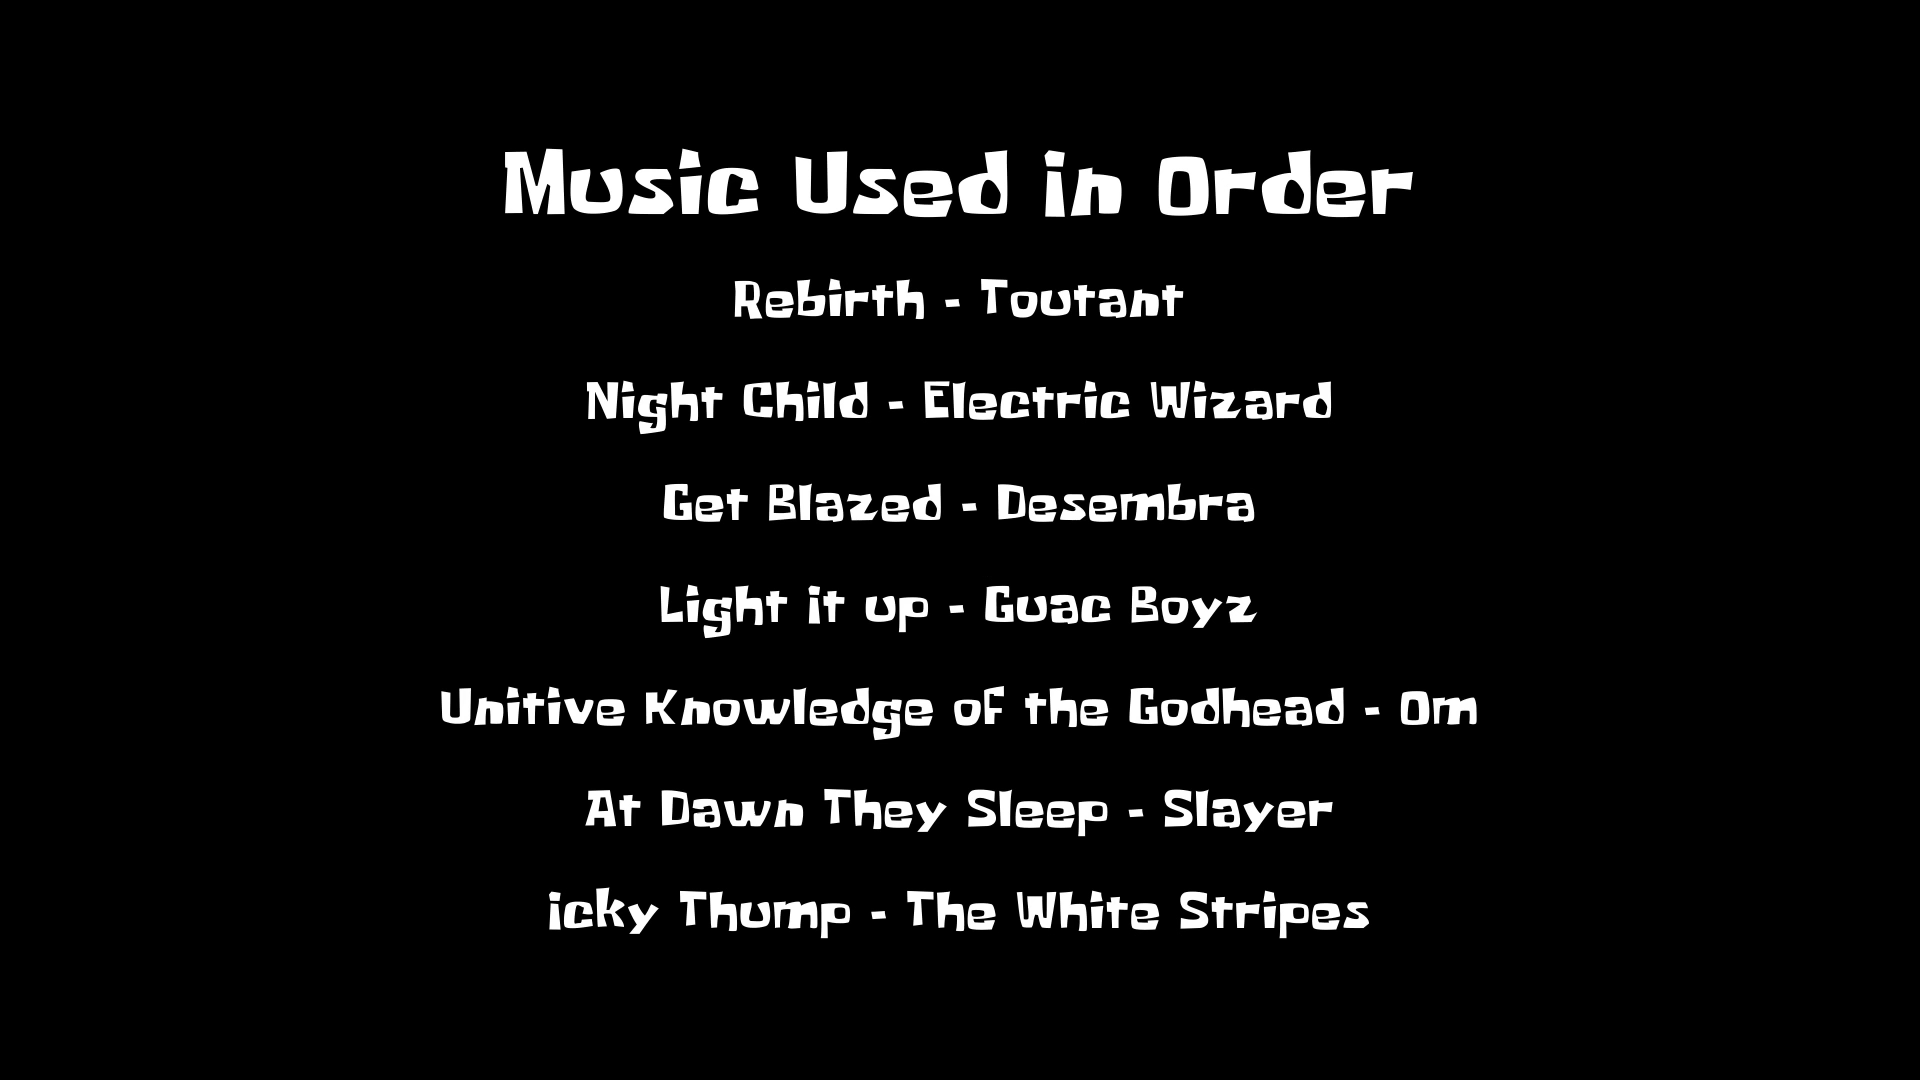 Music Used in Order
Rebirth - Toutant
Night Child - Electric Wizard
Get Blazed - Desembra
Light it up - Guac Boyz
Unitive Knowledge of the Godhead - Om
At Dawn They Sleep - Slayer
icky Thump - The White Stripes